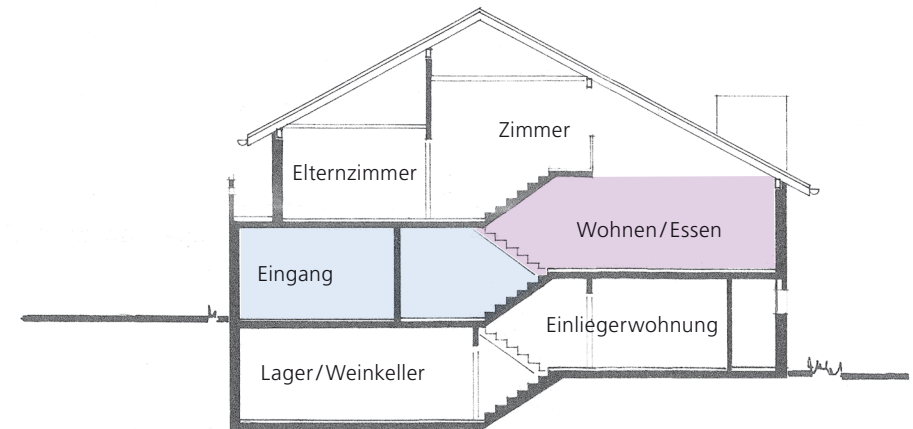 Zimmer
Elternzimmer
Wohnen/Essen
Eingang
Einliegerwohnung
Lager/Weinkeller